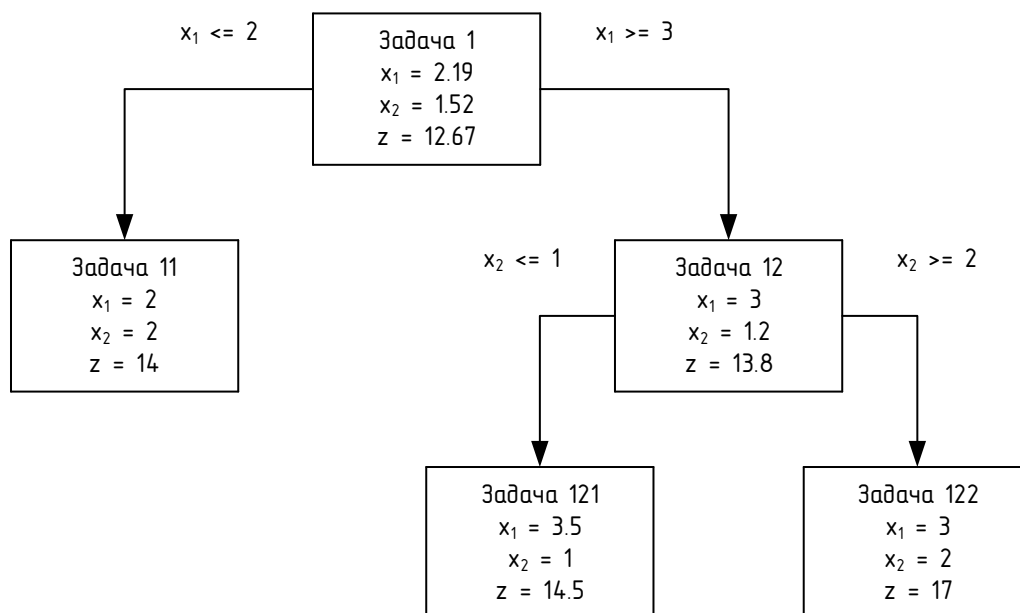 x₁ <= 2
x₁ >= 3
Задача 1
x₁ = 2.19
x₂ = 1.52
z = 12.67
Задача 11
x₁ = 2
x₂ = 2
z = 14
x₂ <= 1
x₂ >= 2
Задача 12
x₁ = 3
x₂ = 1.2
z = 13.8
Задача 121
x₁ = 3.5
x₂ = 1
z = 14.5
Задача 122
x₁ = 3
x₂ = 2
z = 17